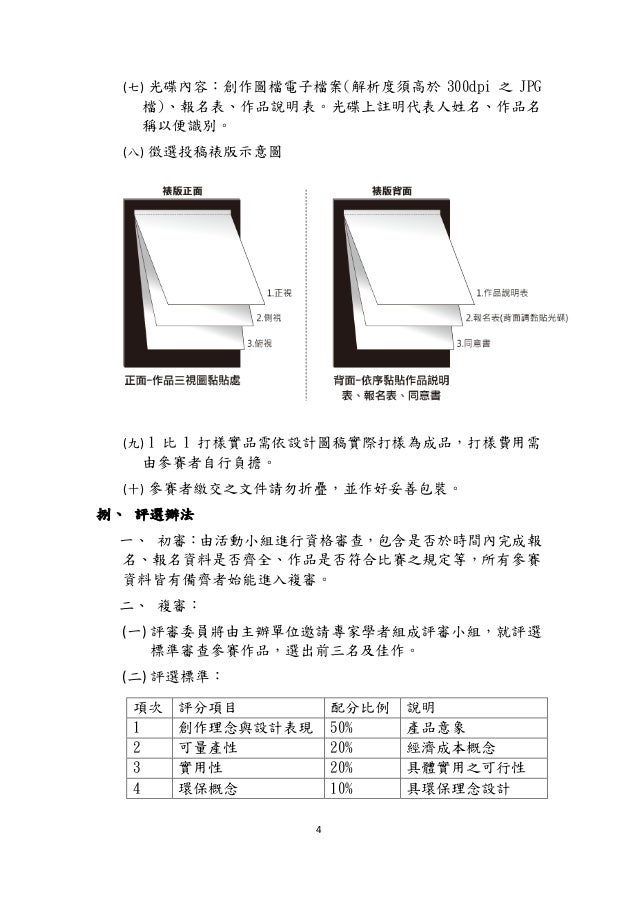 (七)光碟內容：創作圖檔電子檔案(解析度須高於 300dpi 之 JPG
檔)、報名表、作品說明表。光碟上註明代表人姓名、作品名
稱以便識別。
(八)徵選投稿裱版示意圖
裱版正面
裱版背面
1.正視
2.側視
3.俯視
1.作品說明表
2.報名表(背面請黏貼光碟)
3.同意書
正面-作品三視圖黏貼處
背面-依序黏貼作品說明
表、報名表、同意書
(九)1 比 1 打樣實品需依設計圖稿實際打樣為成品，打樣費用需
由參賽者自行負擔。
(十)參賽者繳交之文件請勿折疊，並作好妥善包裝。
捌、 評選辦法
一、 初審：由活動小組進行資格審查，包含是否於時間內完成報
名、報名資料是否齊全、作品是否符合比賽之規定等，所有參賽
資料皆有備齊者始能進入複審。
二、 複審：
(一)評審委員將由主辦單位邀請專家學者組成評審小組，就評選
標準審查參賽作品，選出前三名及佳作。
(二)評選標準：
項次 評分項目 配分比例 說明
1 創作理念與設計表現 50% 產品意象
2 可量產性 20% 經濟成本概念
3 實用性 20% 具體實用之可行性
4 環保概念 10% 具環保理念設計
4